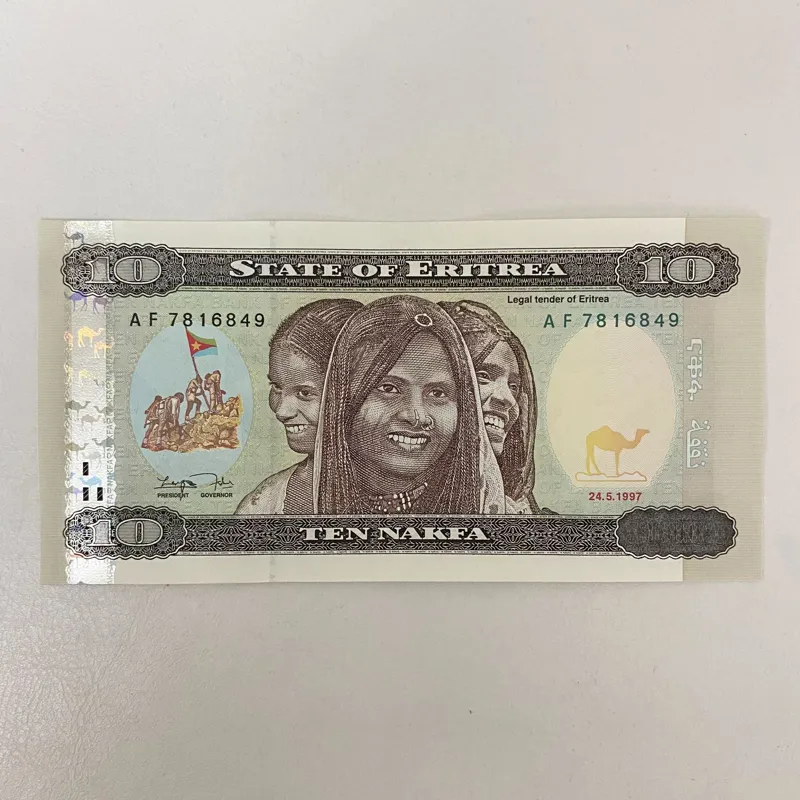 10 STATE OF ERITREA 10
Legal tender of Eritrea
AF 7816849
AF 7816849
ናቕፋ نقفة
PRESIDENT GOVERNOR
24.5.1997
10 TEN NAKFA